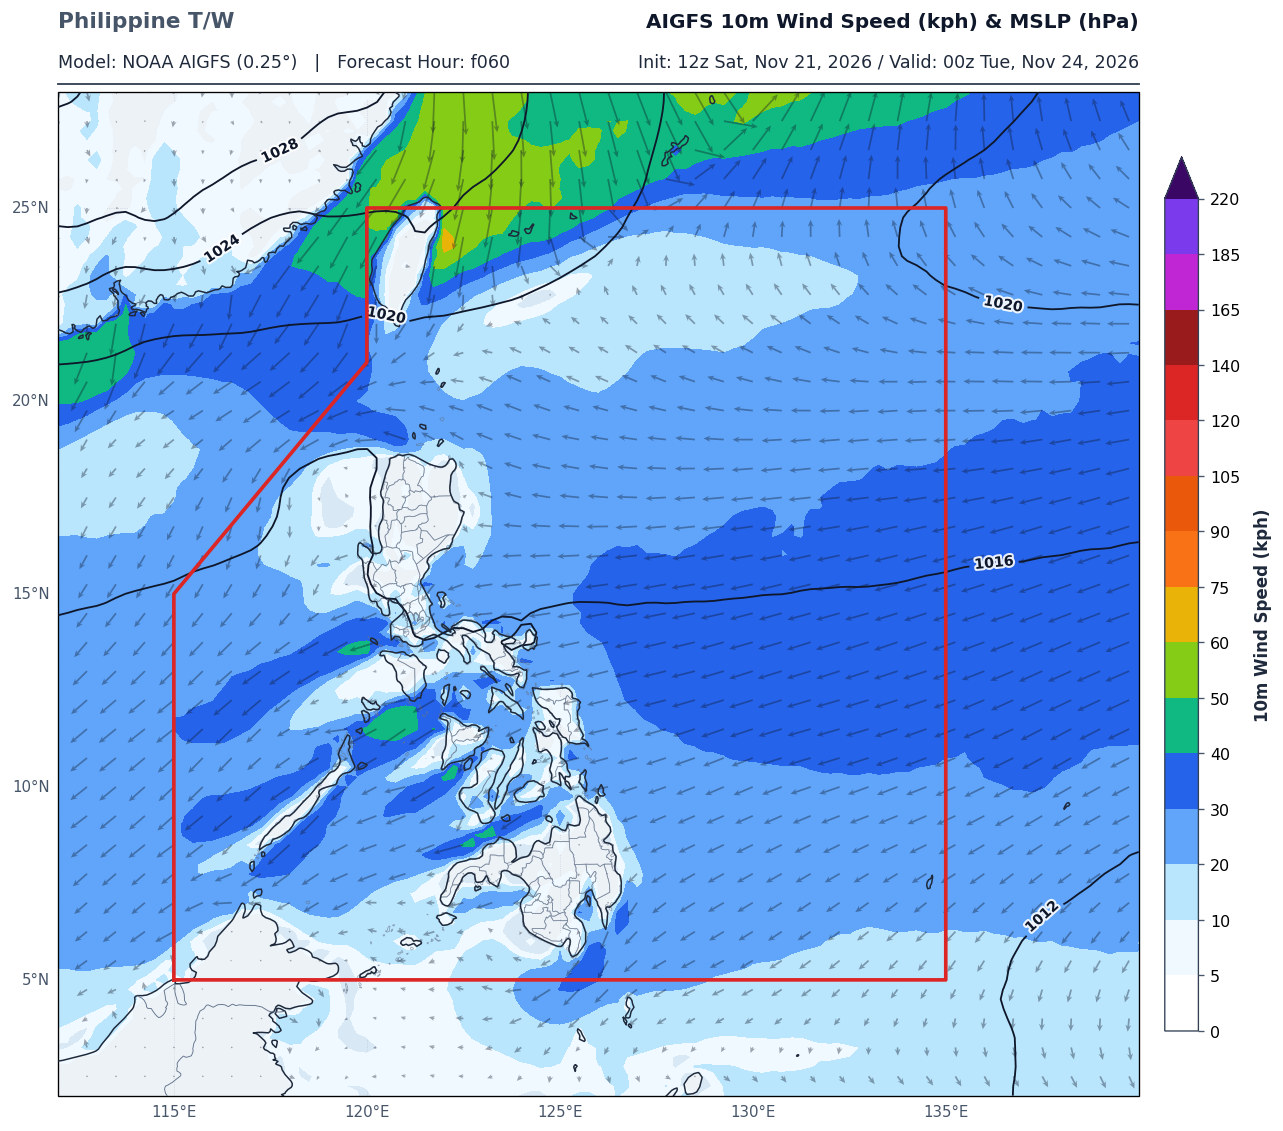 Philippine T/W
AIGFS 10m Wind Speed (kph) & MSLP (hPa)
Model: NOAA AIGFS (0.25°)   |   Forecast Hour: f060
Init: 12z Sat, Nov 21, 2026 / Valid: 00z Tue, Nov 24, 2026
1028
1024
1020
1020
1016
1012
25°N
20°N
15°N
10°N
5°N
115°E
120°E
125°E
130°E
135°E
220
185
165
140
120
105
90
75
60
50
40
30
20
10
5
0
10m Wind Speed (kph)